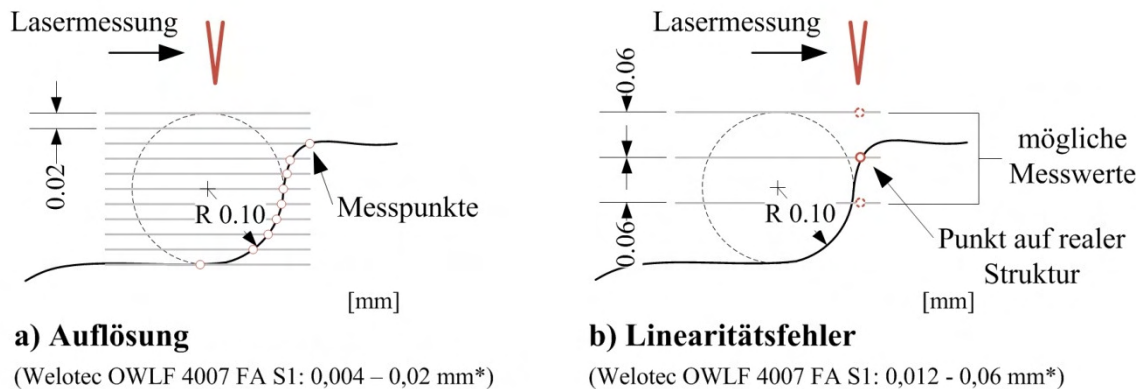 Lasermessung
0.02
R 0.10
Messpunkte
[mm]
a) Auflösung
(Welotec OWLF 4007 FA S1: 0,004 – 0,02 mm*)
Lasermessung
0.06
0.06
R 0.10
mögliche
Messwerte
Punkt auf realer
Struktur
[mm]
b) Linearitätsfehler
(Welotec OWLF 4007 FA S1: 0,012 - 0,06 mm*)